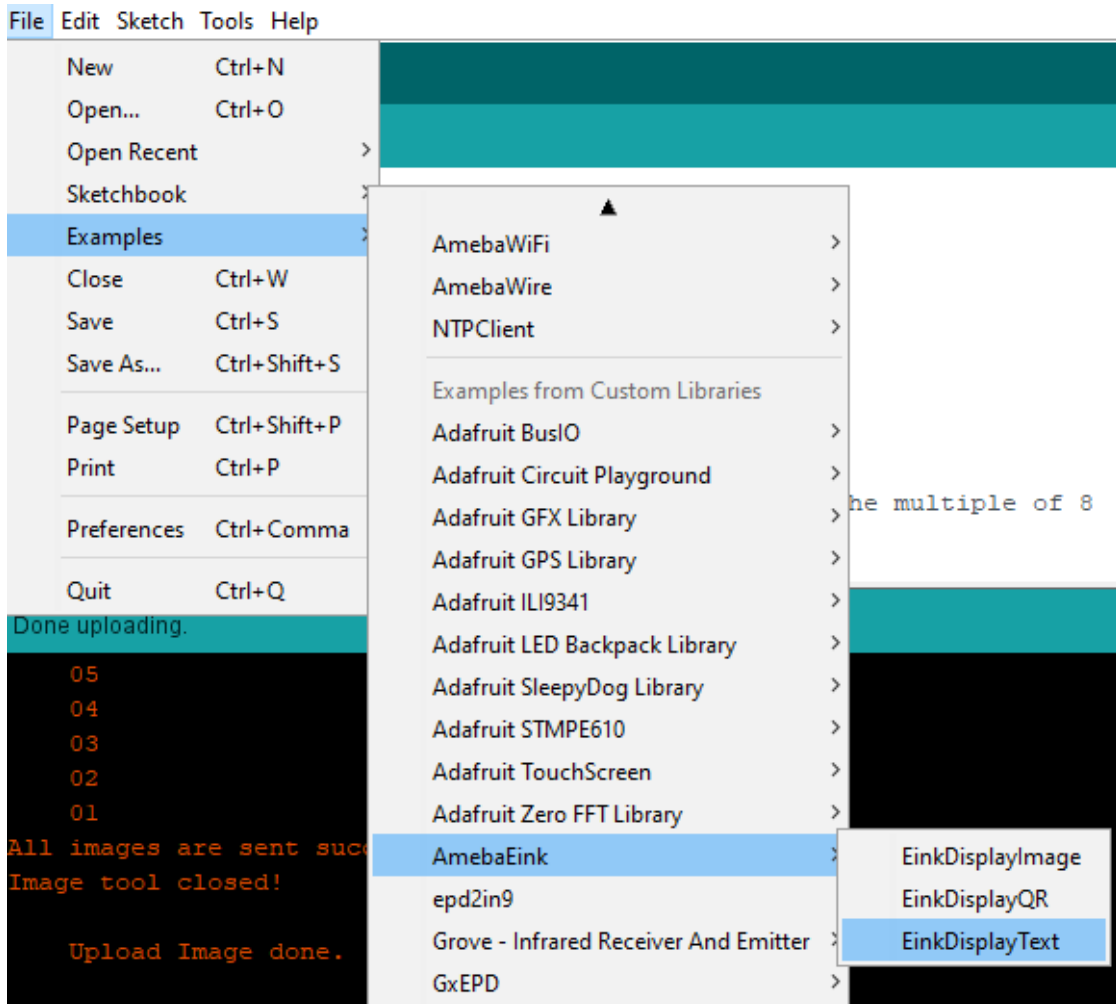 File Edit Sketch Tools Help
New Ctrl+N
Open... Ctrl+O
Open Recent
Sketchbook
Examples
Close Ctrl+W
Save Ctrl+S
Save As... Ctrl+Shift+S
Page Setup Ctrl+Shift+P
Print Ctrl+P
Preferences Ctrl+Comma
Quit Ctrl+Q
AmebaWiFi
AmebaWire
NTPClient
Examples from Custom Libraries
Adafruit BusIO
Adafruit Circuit Playground
Adafruit GFX Library
Adafruit GPS Library
Adafruit ILI9341
Adafruit LED Backpack Library
Adafruit SleepyDog Library
Adafruit STMPE610
Adafruit TouchScreen
Adafruit Zero FFT Library
AmebaEink
epd2in9
Grove - Infrared Receiver And Emitter
GxEPD
EinkDisplayImage
EinkDisplayQR
EinkDisplayText
he multiple of 8
Done uploading.
05
04
03
02
01
All images are sent succ
Image tool closed!
Upload Image done.